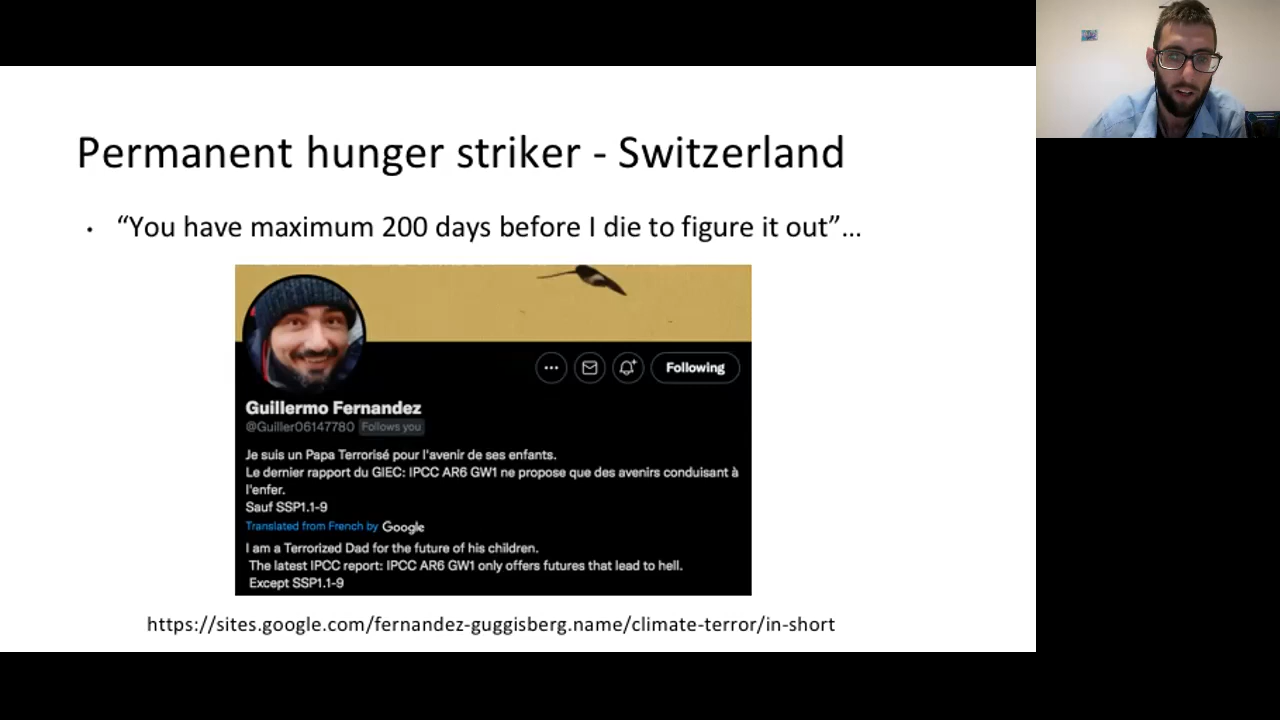 Permanent hunger striker - Switzerland
• “You have maximum 200 days before I die to figure it out”…
Following
Guillermo Fernandez
@Guiller06147780 Follows you
Je suis un Papa Terrorisé pour l'avenir de ses enfants.
Le dernier rapport du GIEC: IPCC AR6 GW1 ne propose que des avenirs conduisant à
l'enfer.
Sauf SSP1.1-9
Translated from French by Google
I am a Terrorized Dad for the future of his children.
The latest IPCC report: IPCC AR6 GW1 only offers futures that lead to hell.
Except SSP1.1-9
https://sites.google.com/fernandez-guggisberg.name/climate-terror/in-short